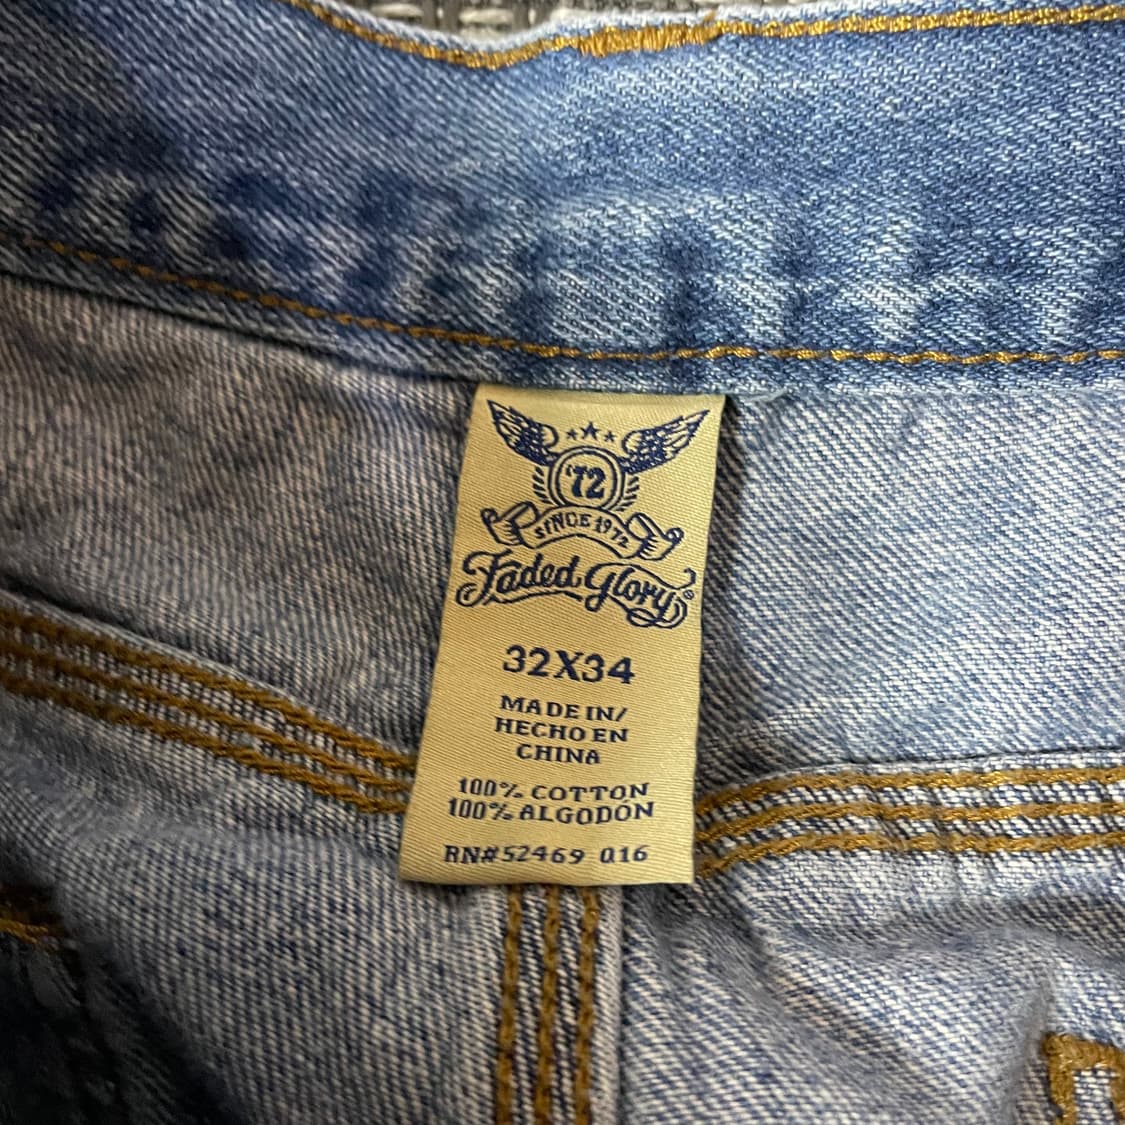 '72
SINCE 1972
Faded Glory®
32X34
MADE IN/
HECHO EN
CHINA
100% COTTON
100% ALGODÓN
RN#52469 016